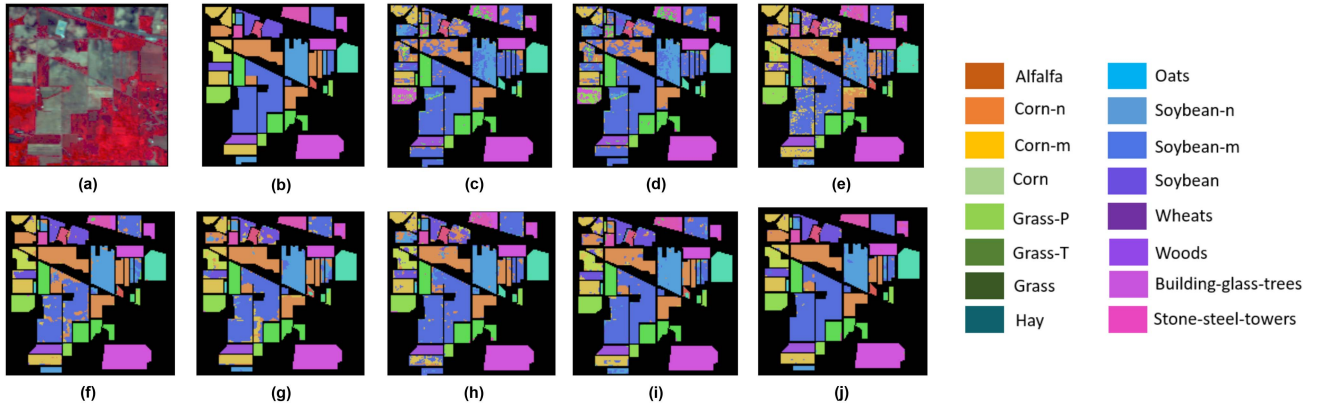 (a)
(b)
(c)
(d)
(e)
(f)
(g)
(h)
(i)
(j)
Alfalfa
Corn-n
Corn-m
Corn
Grass-P
Grass-T
Grass
Hay
Oats
Soybean-n
Soybean-m
Soybean
Wheats
Woods
Building-glass-trees
Stone-steel-towers